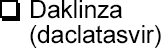 ❑ Daklinza
(daclatasvir)